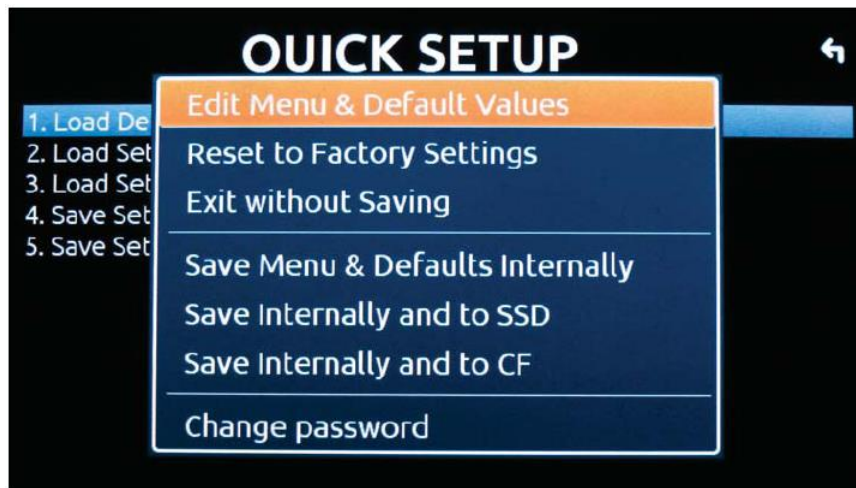 QUICK SETUP
Edit Menu & Default Values
1. Load De
Reset to Factory Settings
2. Load Set
3. Load Set
Exit without Saving
4. Save Set
5. Save Set
Save Menu & Defaults Internally
Save Internally and to SSD
Save Internally and to CF
Change password